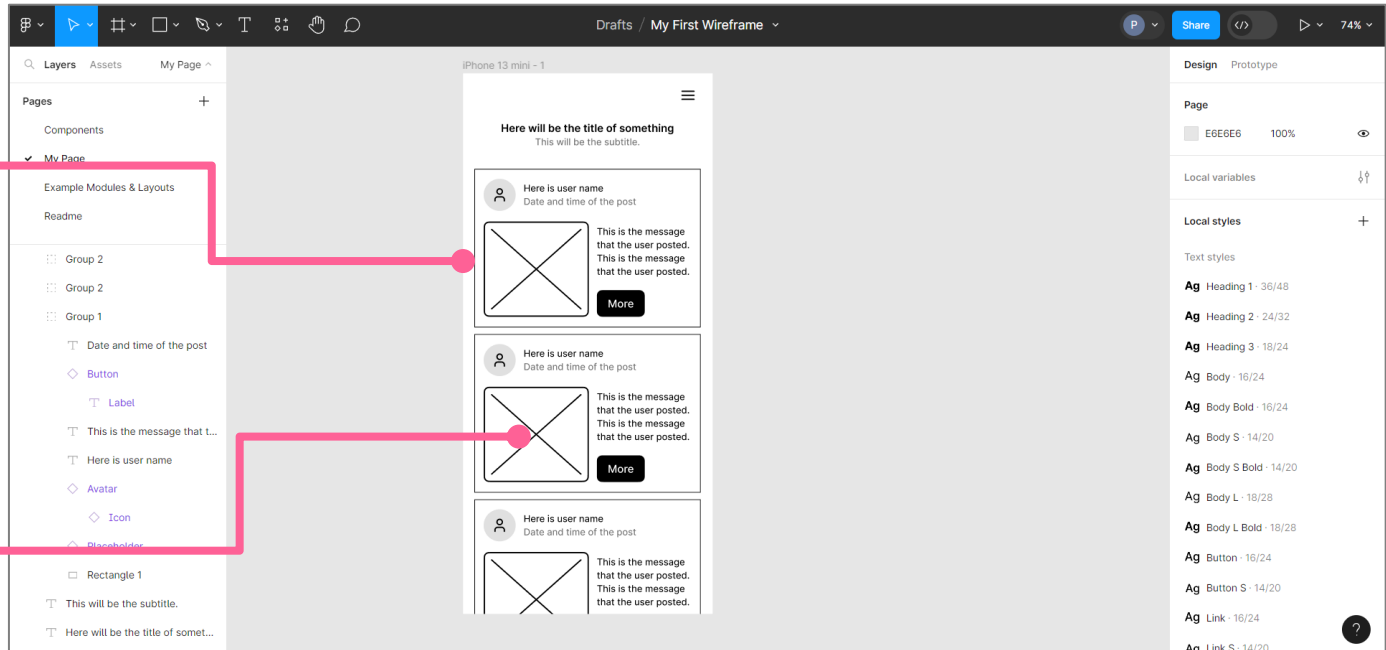 Drafts / My First Wireframe
P
Share
</>
74%
Layers Assets My Page
Pages
Components
My Page
Example Modules & Layouts
Readme
Group 2
Group 2
Group 1
Date and time of the post
Button
Label
This is the message that t...
Here is user name
Avatar
Icon
Placeholder
Rectangle 1
This will be the subtitle.
Here will be the title of somet...
iPhone 13 mini - 1
Here will be the title of something
This will be the subtitle.
Here is user name
Date and time of the post
This is the message
that the user posted.
This is the message
that the user posted.
More
Here is user name
Date and time of the post
This is the message
that the user posted.
This is the message
that the user posted.
More
Here is user name
Date and time of the post
This is the message
that the user posted.
This is the message
that the user posted.
Design Prototype
Page
E6E6E6 100%
Local variables
Local styles
Text styles
Ag Heading 1 · 36/48
Ag Heading 2 · 24/32
Ag Heading 3 · 18/24
Ag Body · 16/24
Ag Body Bold · 16/24
Ag Body S · 14/20
Ag Body S Bold · 14/20
Ag Body L · 18/28
Ag Body L Bold · 18/28
Ag Button · 16/24
Ag Button S · 14/20
Ag Link · 16/24
Ag Link S · 14/20
?